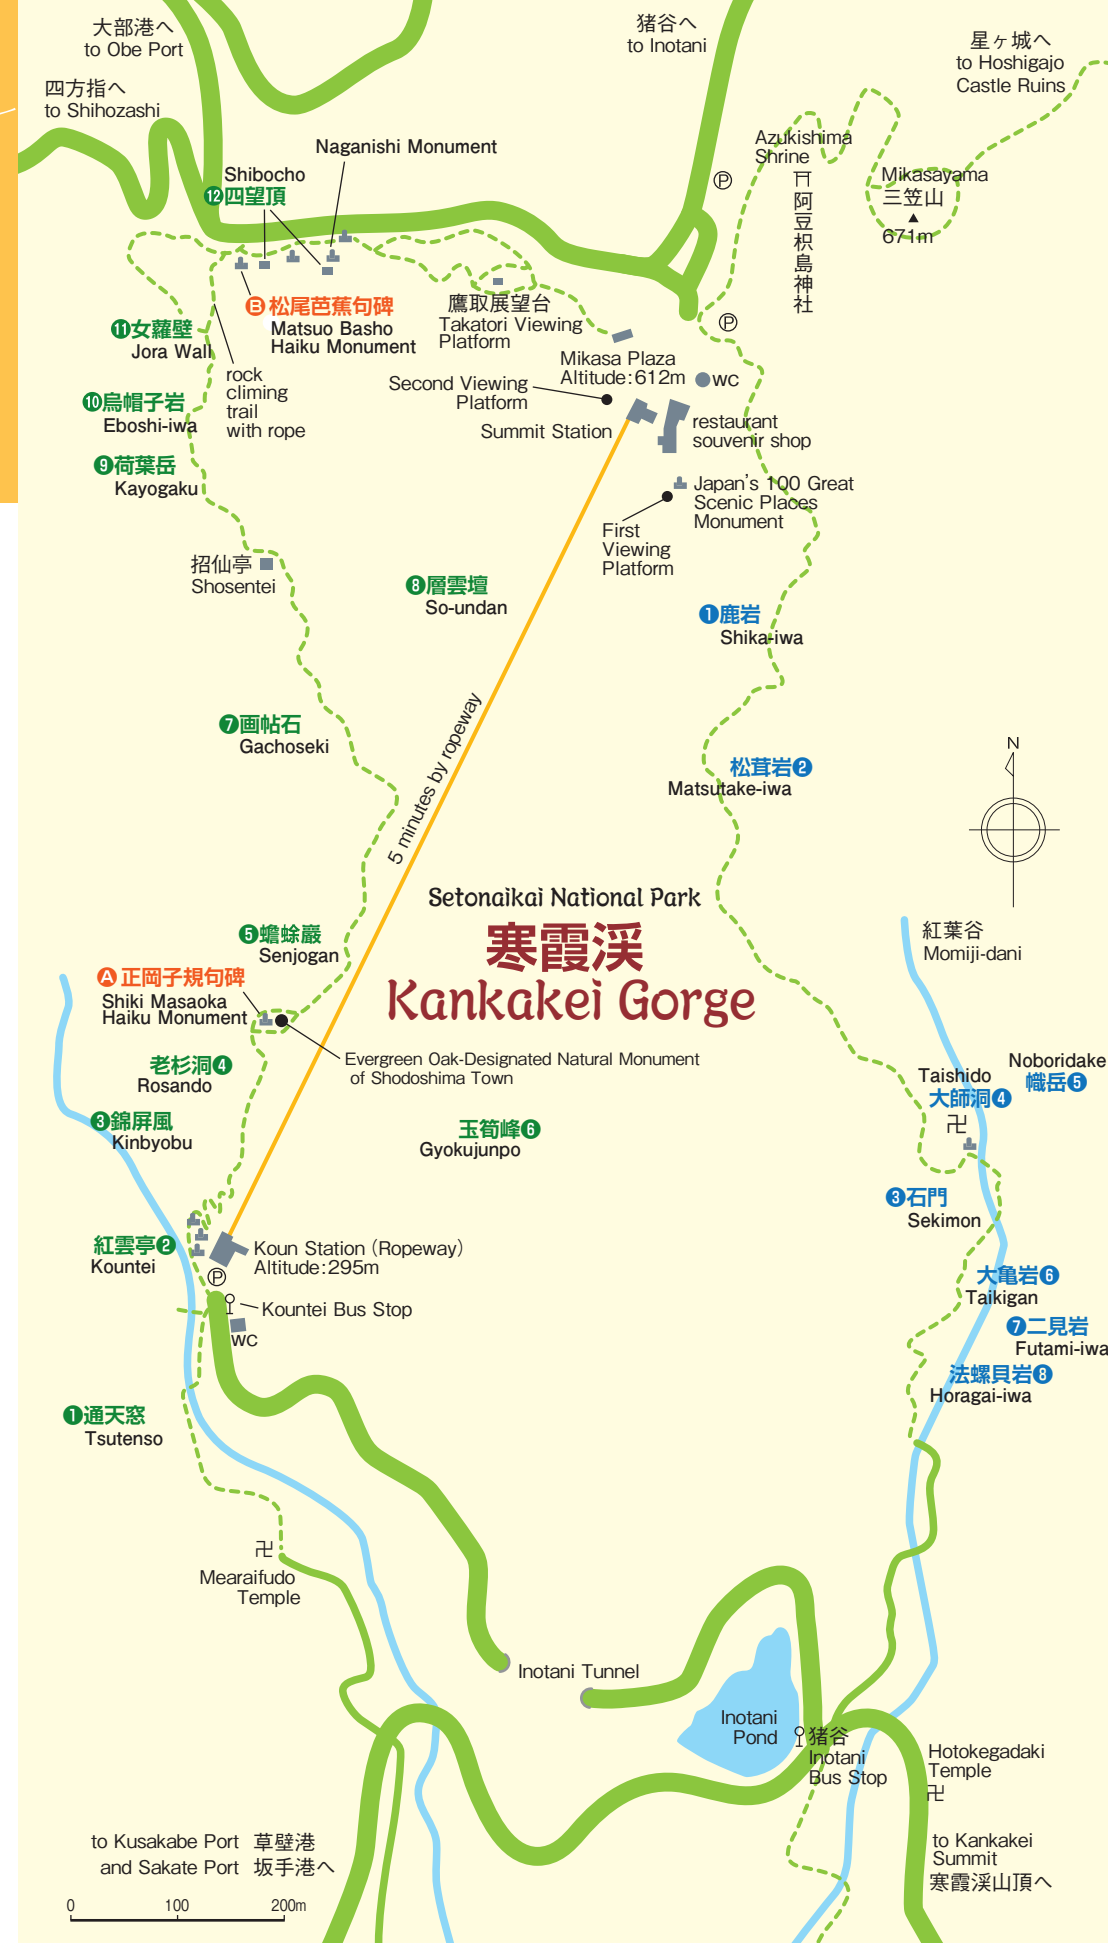 大部港へ
to Obe Port
四方指へ
to Shihozashi
猪谷へ
to Inotani
星ヶ城へ
to Hoshigajo
Castle Ruins
Azukishima
Shrine
阿豆枳島神社
Mikasayama
三笠山
671m
Naganishi Monument
Shibocho
⑫四望頂
Ⓟ
Ⓟ
Ⓑ松尾芭蕉句碑
Matsuo Basho
Haiku Monument
鷹取展望台
Takatori Viewing
Platform
⑪女蘿壁
Jora Wall
rock
climing
trail
with rope
Mikasa Plaza
Altitude:612m
WC
Second Viewing
Platform
Summit Station
restaurant
souvenir shop
⑩烏帽子岩
Eboshi-iwa
⑨荷葉岳
Kayogaku
Japan's 100 Great
Scenic Places
Monument
First
Viewing
Platform
招仙亭
Shosentei
⑧層雲壇
So-undan
①鹿岩
Shika-iwa
⑦画帖石
Gachoseki
5 minutes by ropeway
松茸岩②
Matsutake-iwa
N
Setonaikai National Park
寒霞渓
Kankakei Gorge
紅葉谷
Momiji-dani
⑤蟾蜍巖
Senjogan
Ⓐ正岡子規句碑
Shiki Masaoka
Haiku Monument
Evergreen Oak-Designated Natural Monument
of Shodoshima Town
老杉洞④
Rosando
③錦屏風
Kinbyobu
玉筍峰⑥
Gyokujunpo
Noboridake
幟岳⑤
Taishido
大師洞④
卍
③石門
Sekimon
紅雲亭②
Kountei
Koun Station (Ropeway)
Altitude:295m
Ⓟ
Kountei Bus Stop
WC
大亀岩⑥
Taikigan
⑦二見岩
Futami-iwa
法螺貝岩⑧
Horagai-iwa
①通天窓
Tsutenso
卍
Mearaifudo
Temple
Inotani Tunnel
Inotani
Pond
猪谷
Inotani
Bus Stop
Hotokegadaki
Temple
卍
to Kusakabe Port 草壁港
and Sakate Port 坂手港へ
to Kankakei
Summit
寒霞渓山頂へ
0 100 200m